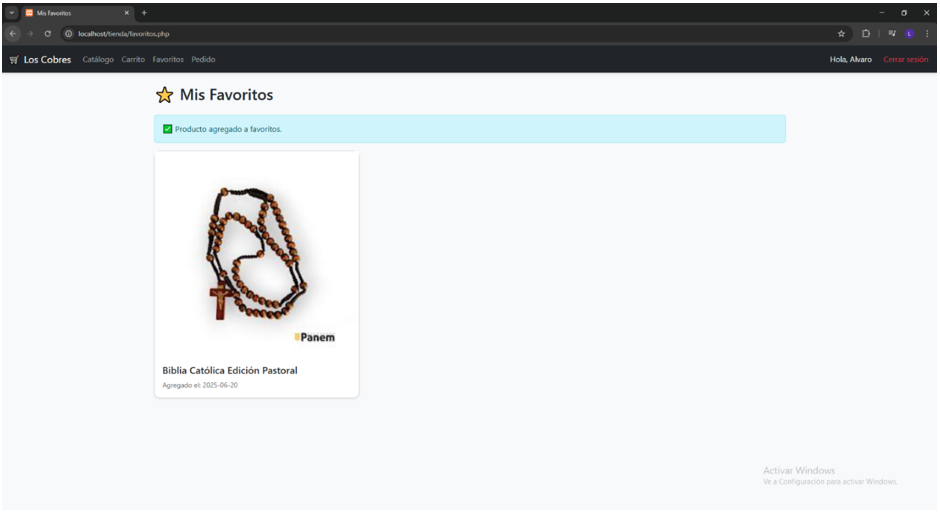 Mis Favoritos
localhost/tienda/favoritos.php
L
Los Cobres Catálogo Carrito Favoritos Pedido Hola, Alvaro Cerrar sesión
Mis Favoritos
Producto agregado a favoritos.
Panem
Biblia Católica Edición Pastoral
Agregado el: 2025-06-20
Activar Windows
Ve a Configuración para activar Windows.